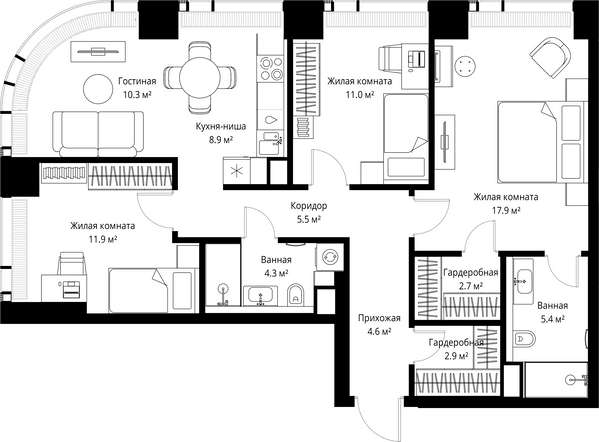 Гостиная
10.3 м²
Кухня-ниша
8.9 м²
Жилая комната
11.0 м²
Жилая комната
17.9 м²
Коридор
5.5 м²
Жилая комната
11.9 м²
Ванная
4.3 м²
Гардеробная
2.7 м²
Ванная
5.4 м²
Прихожая
4.6 м²
Гардеробная
2.9 м²